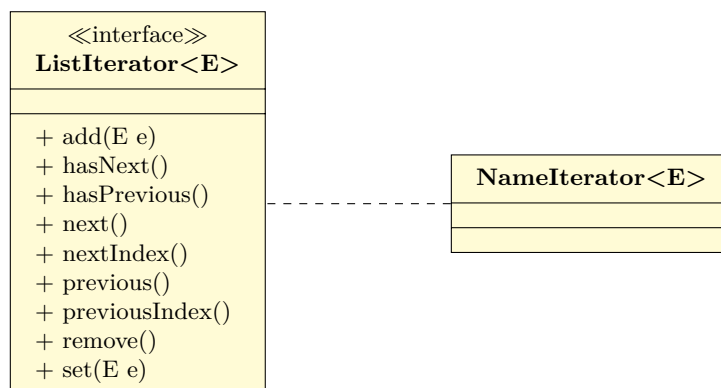 ≪interface≫
ListIterator<E>
+ add(E e)
+ hasNext()
+ hasPrevious()
+ next()
+ nextIndex()
+ previous()
+ previousIndex()
+ remove()
+ set(E e)
NameIterator<E>